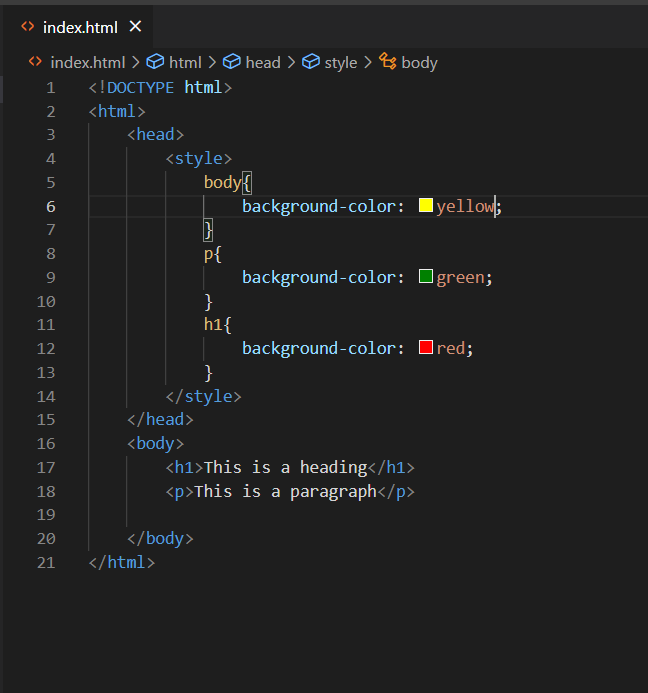 index.html
index.html > html > head > style > body
1 <!DOCTYPE html>
2 <html>
3     <head>
4         <style>
5             body{
6                 background-color: yellow;
7             }
8             p{
9                 background-color: green;
10             }
11             h1{
12                 background-color: red;
13             }
14         </style>
15     </head>
16     <body>
17         <h1>This is a heading</h1>
18         <p>This is a paragraph</p>
19
20     </body>
21 </html>